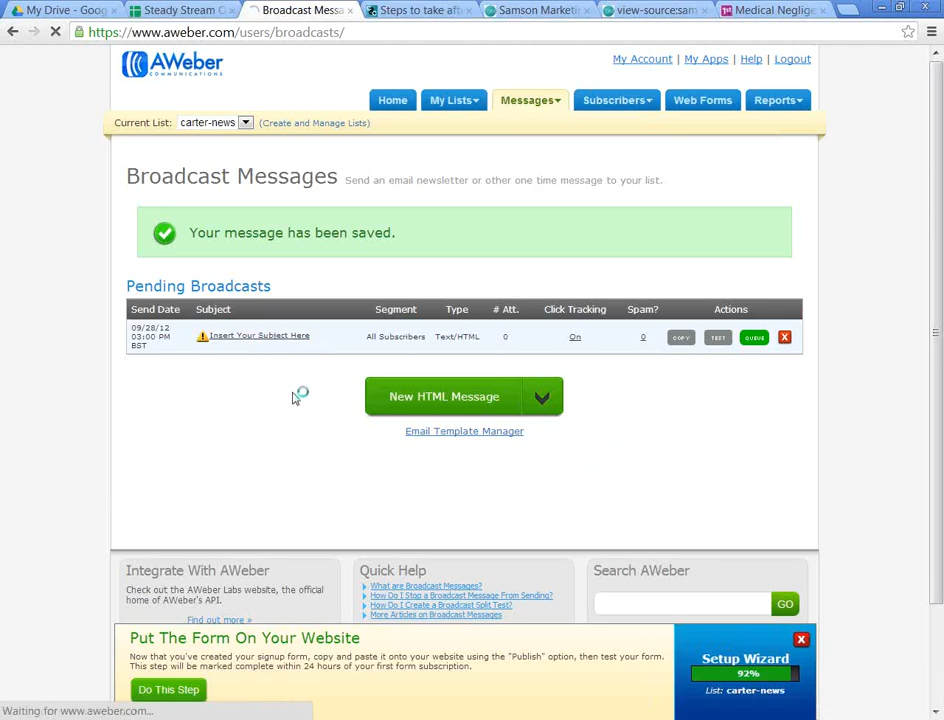 My Drive - Goog
Steady Stream O
Broadcast Messa
Steps to take aft
Samson Marketi
view-source:sam
Medical Neglige
https://www.aweber.com/users/broadcasts/
AWeber
COMMUNICATIONS
My Account | My Apps | Help | Logout
Home
My Lists
Messages
Subscribers
Web Forms
Reports
Current List: carter-news (Create and Manage Lists)
Broadcast Messages Send an email newsletter or other one time message to your list.
Your message has been saved.
Pending Broadcasts
Send Date Subject Segment Type # Att. Click Tracking Spam? Actions
09/28/12
03:00 PM
BST
Insert Your Subject Here All Subscribers Text/HTML 0 On 0 COPY TEST QUEUE X
New HTML Message
Email Template Manager
Integrate With AWeber
Check out the AWeber Labs website, the official
home of AWeber's API.
Find out more »
Quick Help
What are Broadcast Messages?
How Do I Stop a Broadcast Message From Sending?
How Do I Create a Broadcast Split Test?
More Articles on Broadcast Messages
Search AWeber
GO
Put The Form On Your Website
Now that you've created your signup form, copy and paste it onto your website using the "Publish" option, then test your form.
This step will be marked complete within 24 hours of your first form subscription.
Do This Step
Setup Wizard
92%
List: carter-news
Waiting for www.aweber.com...